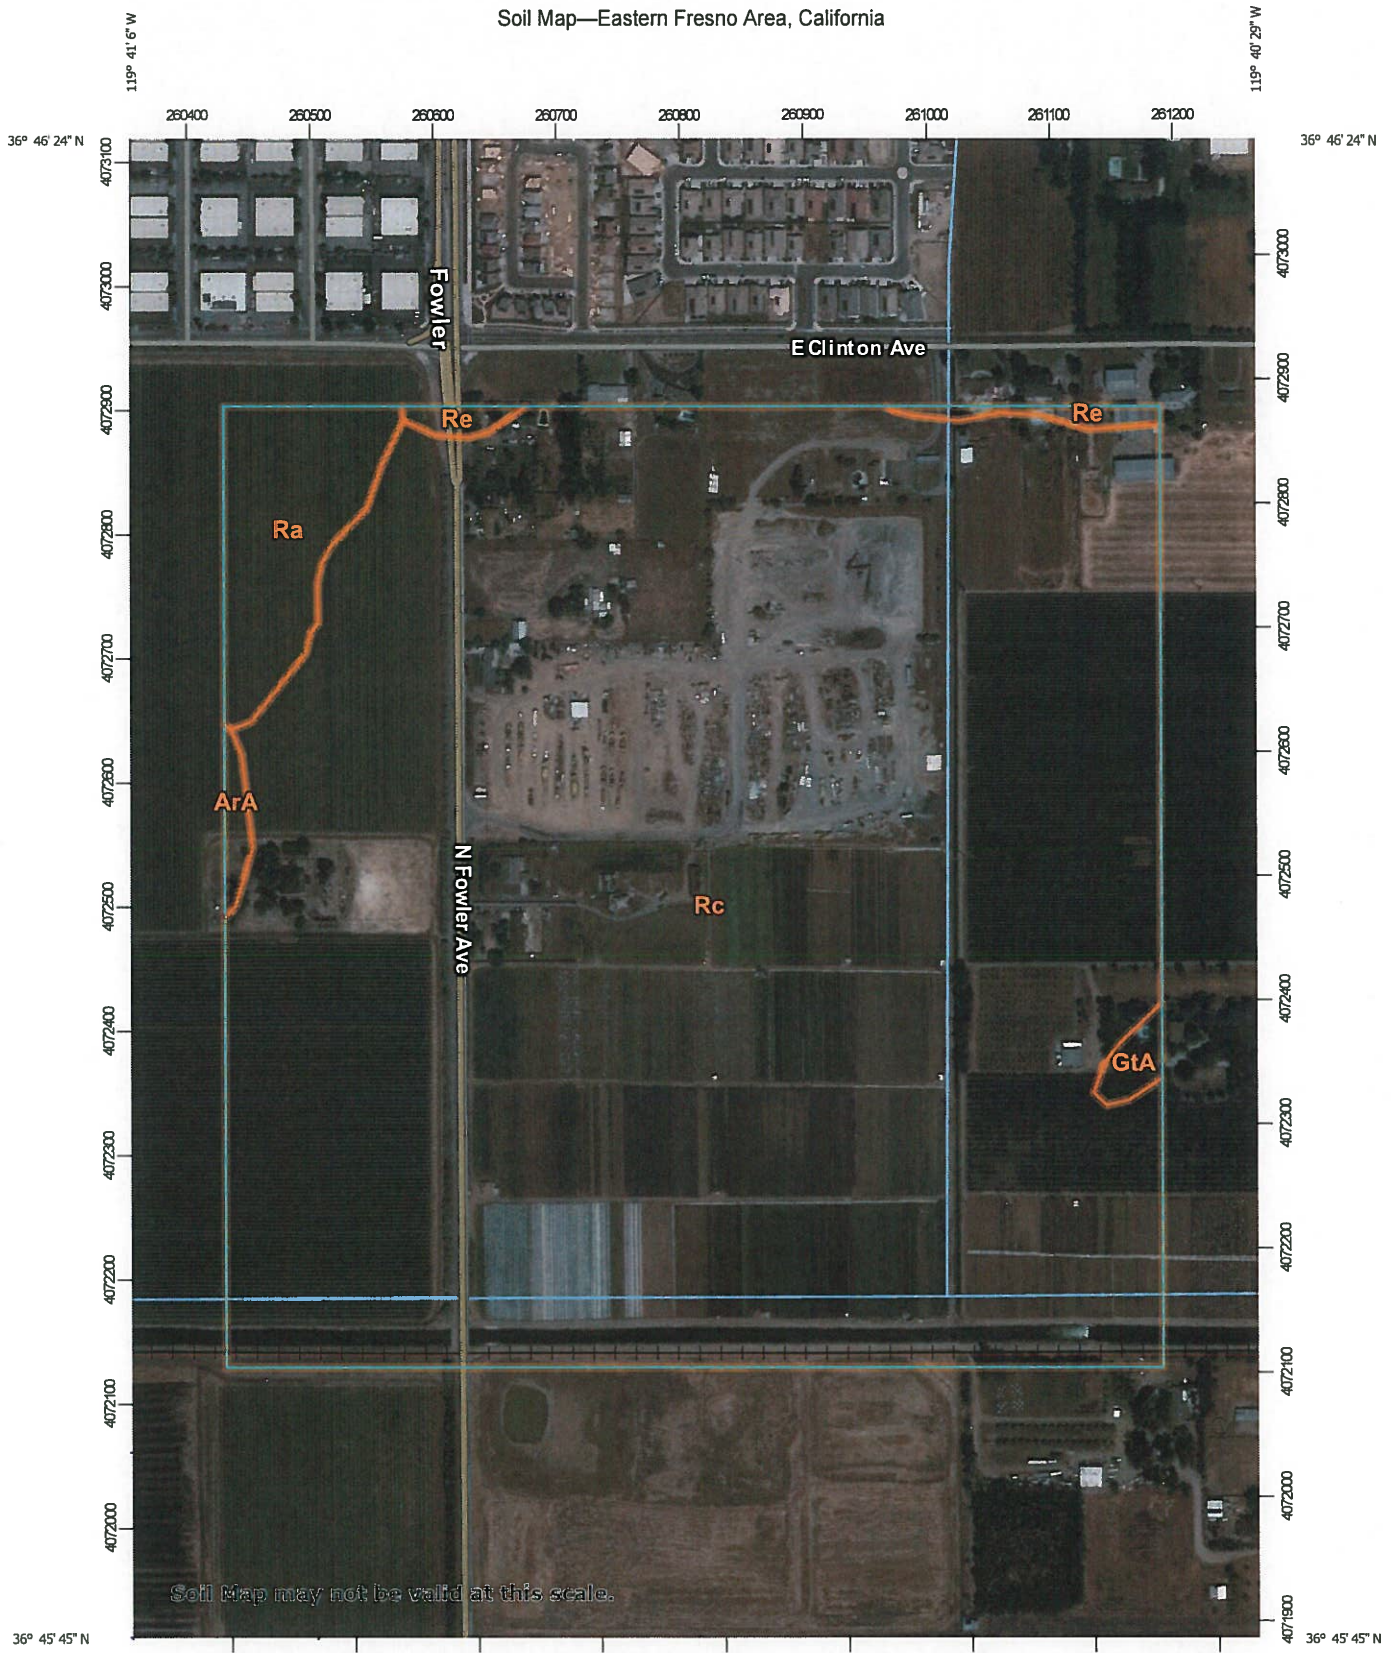 Soil Map—Eastern Fresno Area, California
119° 41' 6" W
119° 40' 29" W
260400 260500 260600 260700 260800 260900 261000 261100 261200
36° 46' 24" N
36° 46' 24" N
4073100
4073000
4072900
4072800
4072700
4072600
4072500
4072400
4072300
4072200
4072100
4072000
4073000
4072900
4072800
4072700
4072600
4072500
4072400
4072300
4072200
4072100
4072000
4071900
Fowler
E Clinton Ave
Re
Re
Ra
ArA
N Fowler Ave
Rc
GtA
Soil Map may not be valid at this scale.
36° 45' 45" N
36° 45' 45" N